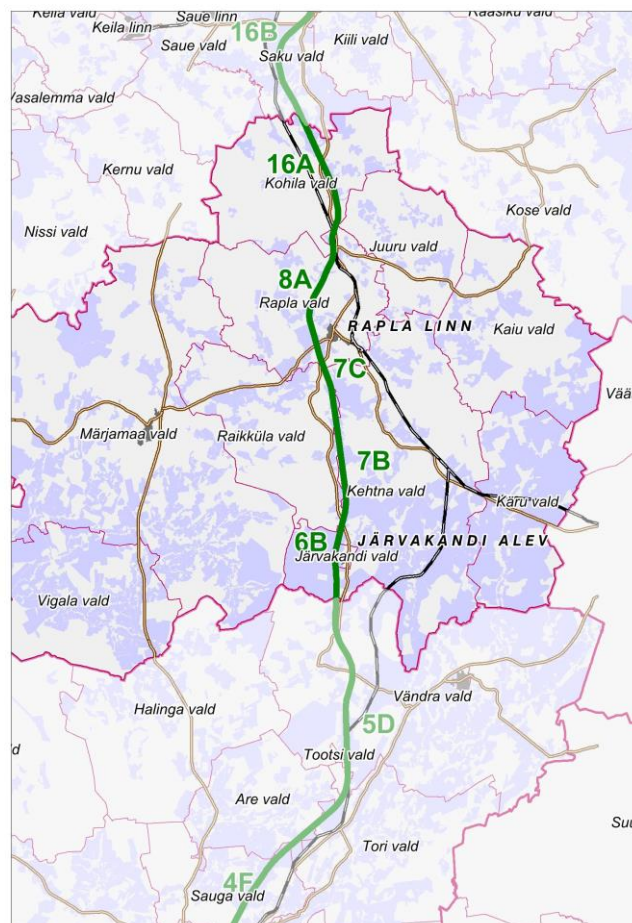 Keila vald
Saue linn
Raasiku vald
Keila linn
16B
Kiili vald
Saue vald
Saku vald
Vasalemma vald
Kernu vald
16A
Kohila vald
Kose vald
Nissi vald
Juuru vald
8A
Rapla vald
RAPLA LINN
Kaiu vald
7C
Vää
Märjamaa vald
Raikküla vald
7B
Kehtna vald
Käru vald
6B
JÄRVAKANDI ALEV
Järvakandi vald
Vigala vald
Vändra vald
Halinga vald
5D
d
Tootsi vald
Are vald
Suu
Tori vald
4F
Sauga vald